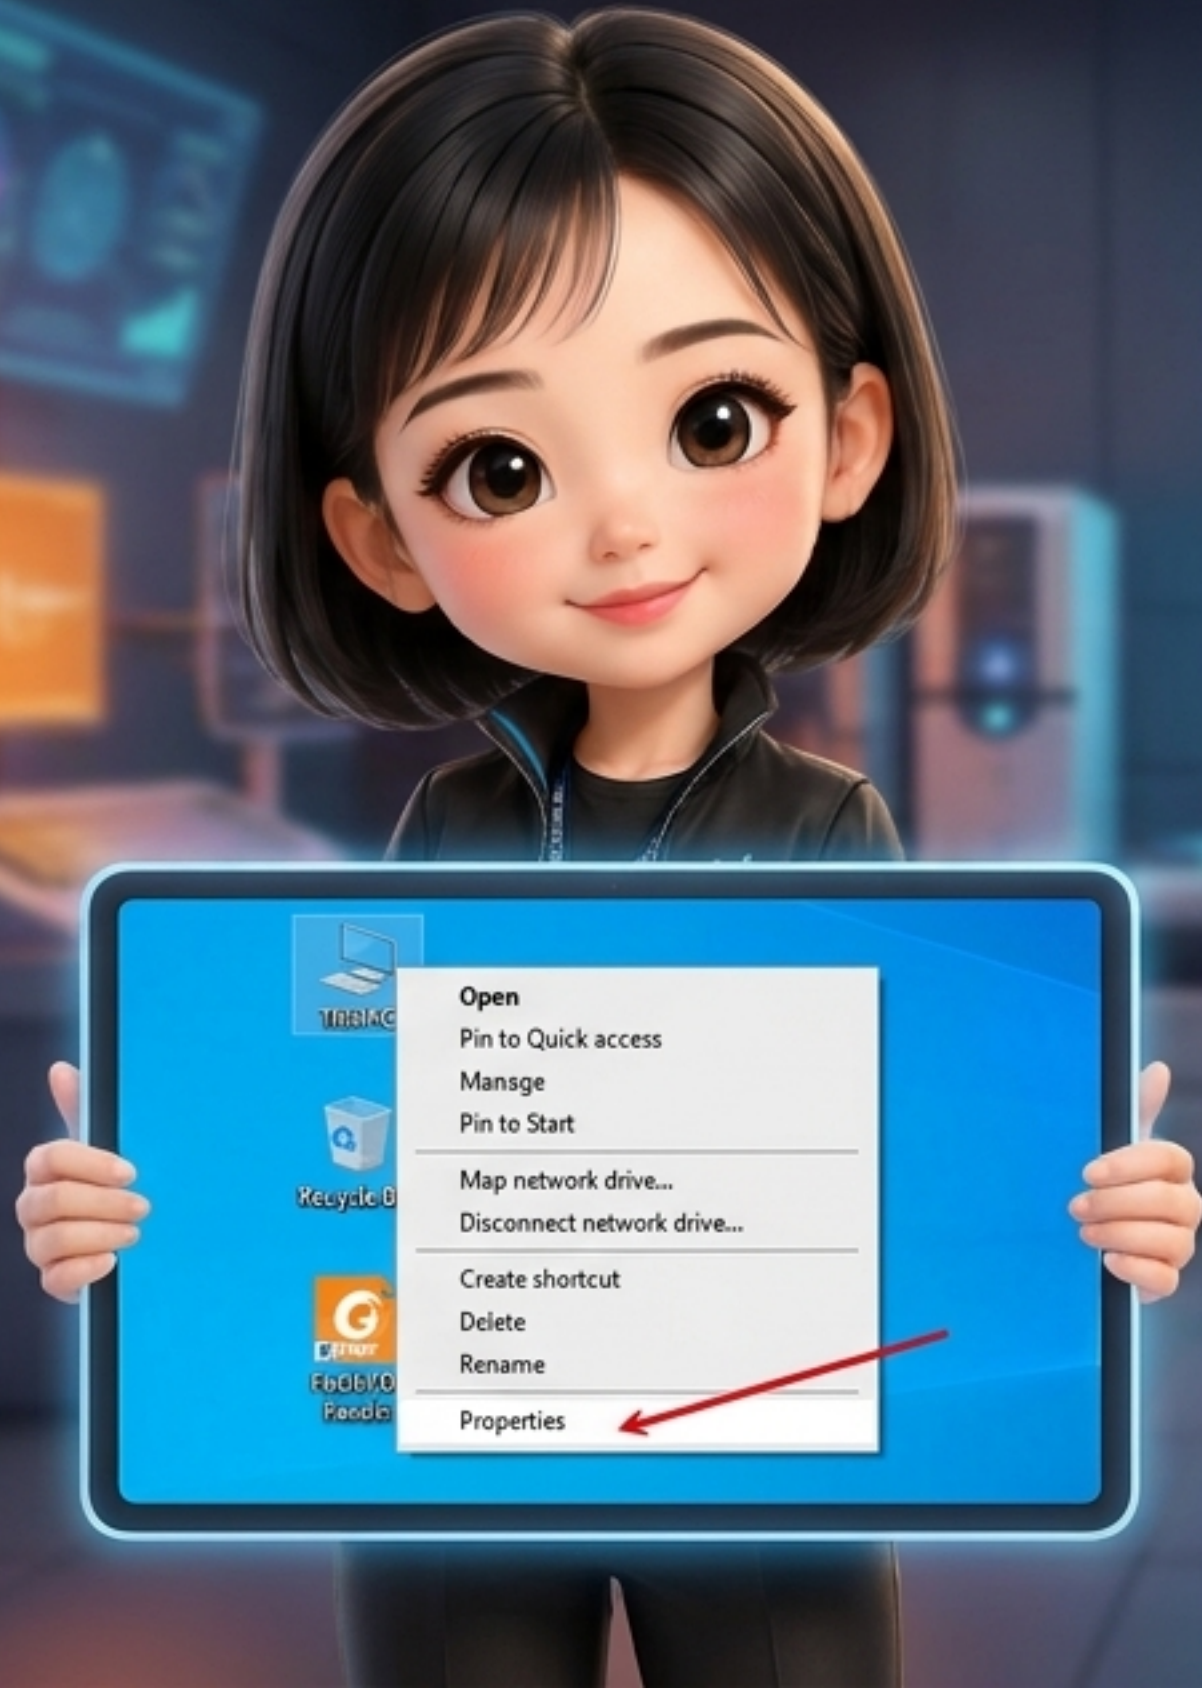 Open
Pin to Quick access
Mansge
Pin to Start
Recycle B
Map network drive...
Disconnect network drive...
Create shortcut
Delete
Rename
Properties